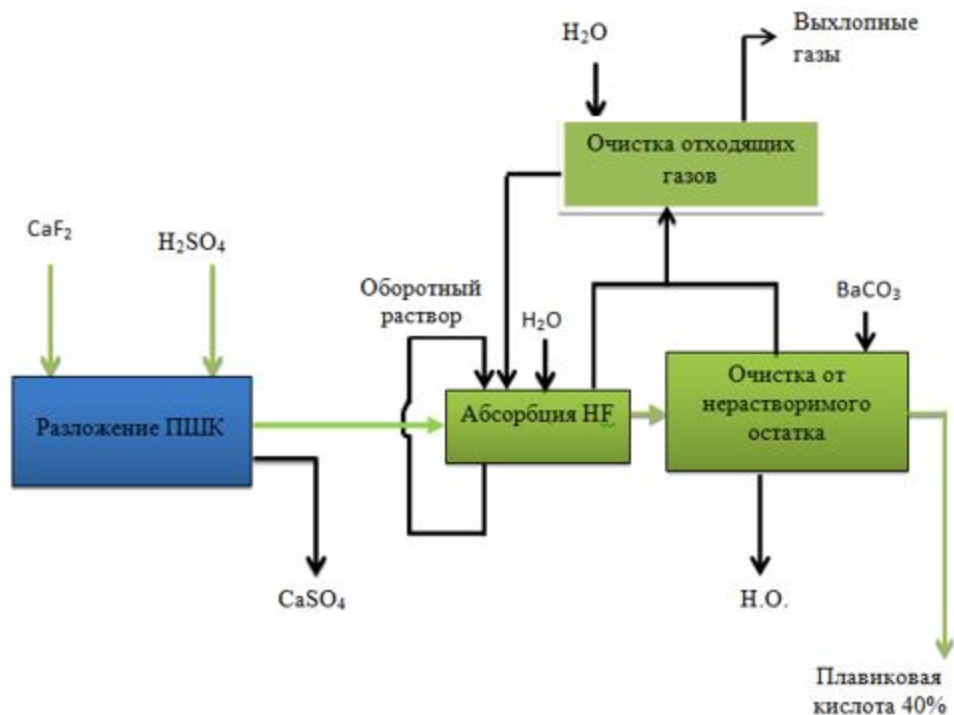 H₂O
Выхлопные
газы
Очистка отходящих
газов
CaF₂
H₂SO₄
Оборотный
раствор
H₂O
BaCO₃
Разложение ПШК
Абсорбция HF
Очистка от
нерастворимого
остатка
CaSO₄
Н.О.
Плавиковая
кислота 40%